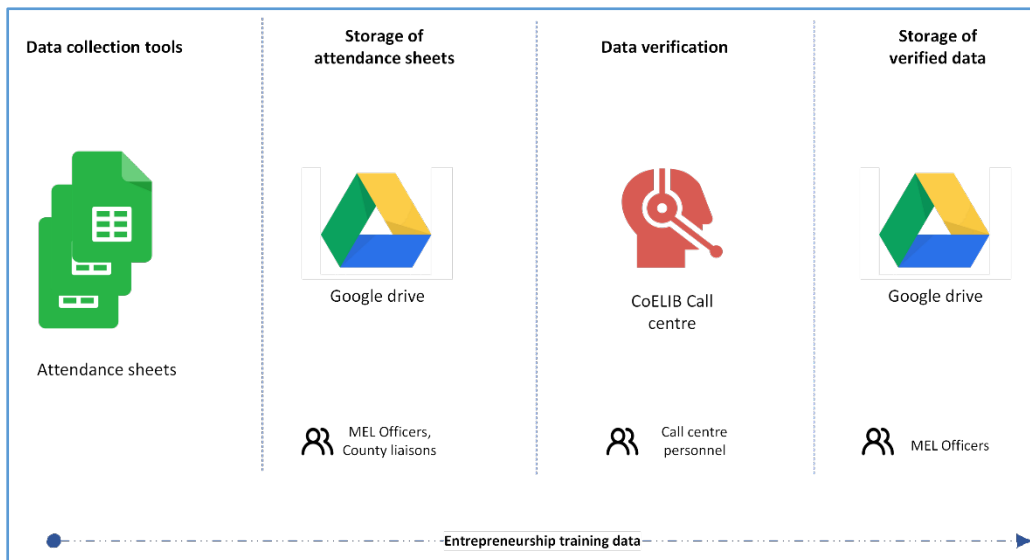 Data collection tools
Storage of
attendance sheets
Data verification
Storage of
verified data
Attendance sheets
Google drive
CoELIB Call
centre
Google drive
MEL Officers,
County liaisons
Call centre
personnel
MEL Officers
Entrepreneurship training data